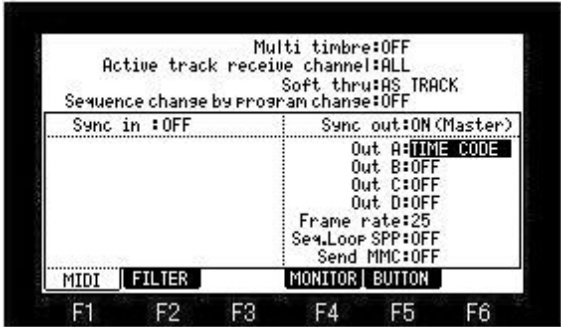 Multi timbre:OFF
Active track receive channel:ALL
Soft thru:AS TRACK
Sequence change by program change:OFF
Sync in :OFF
Sync out:ON(Master)
Out A:TIME CODE
Out B:OFF
Out C:OFF
Out D:OFF
Frame rate:25
Seq.Loop SPP:OFF
Send MMC:OFF
MIDI FILTER MONITOR BUTTON
F1 F2 F3 F4 F5 F6